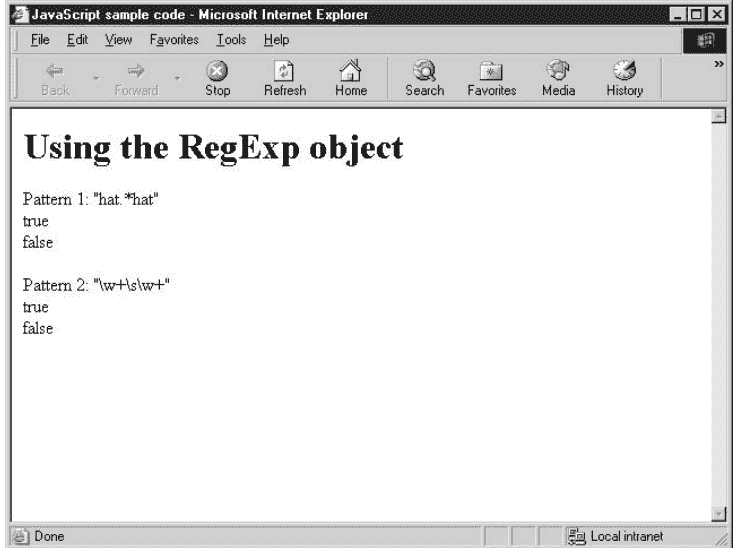 JavaScript sample code - Microsoft Internet Explorer
File Edit View Favorites Tools Help
Back Forward Stop Refresh Home Search Favorites Media History »
Using the RegExp object
Pattern 1: "hat.*hat"
true
false
Pattern 2: "\w+\s\w+"
true
false
Done Local intranet